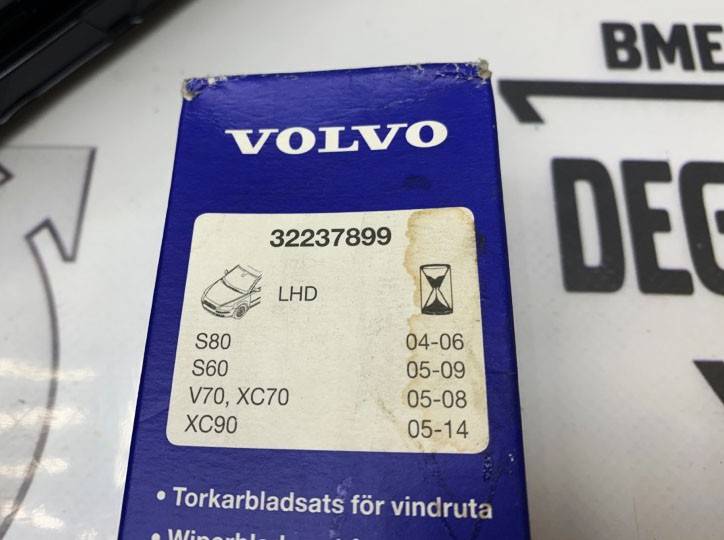 BME
VOLVO
DEG
32237899
LHD
S80 04-06
S60 05-09
V70, XC70 05-08
XC90 05-14
• Torkarbladsats för vindruta